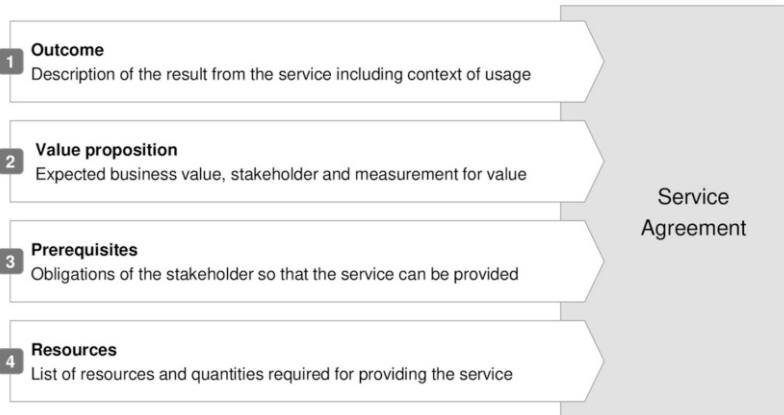 1
Outcome
Description of the result from the service including context of usage
2
Value proposition
Expected business value, stakeholder and measurement for value
3
Prerequisites
Obligations of the stakeholder so that the service can be provided
4
Resources
List of resources and quantities required for providing the service
Service
Agreement